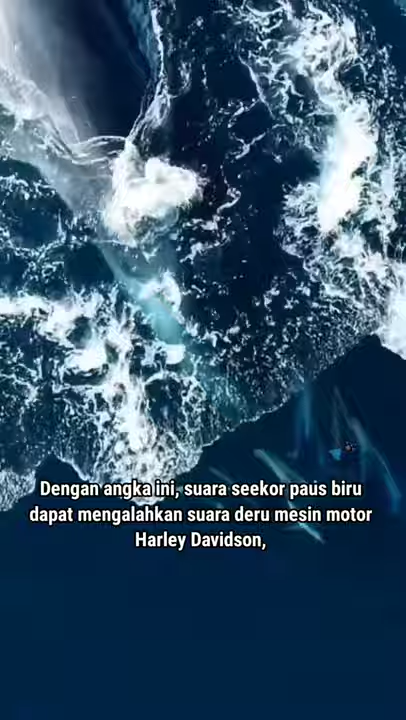 Dengan angka ini, suara seekor paus biru
dapat mengalahkan suara deru mesin motor
Harley Davidson,